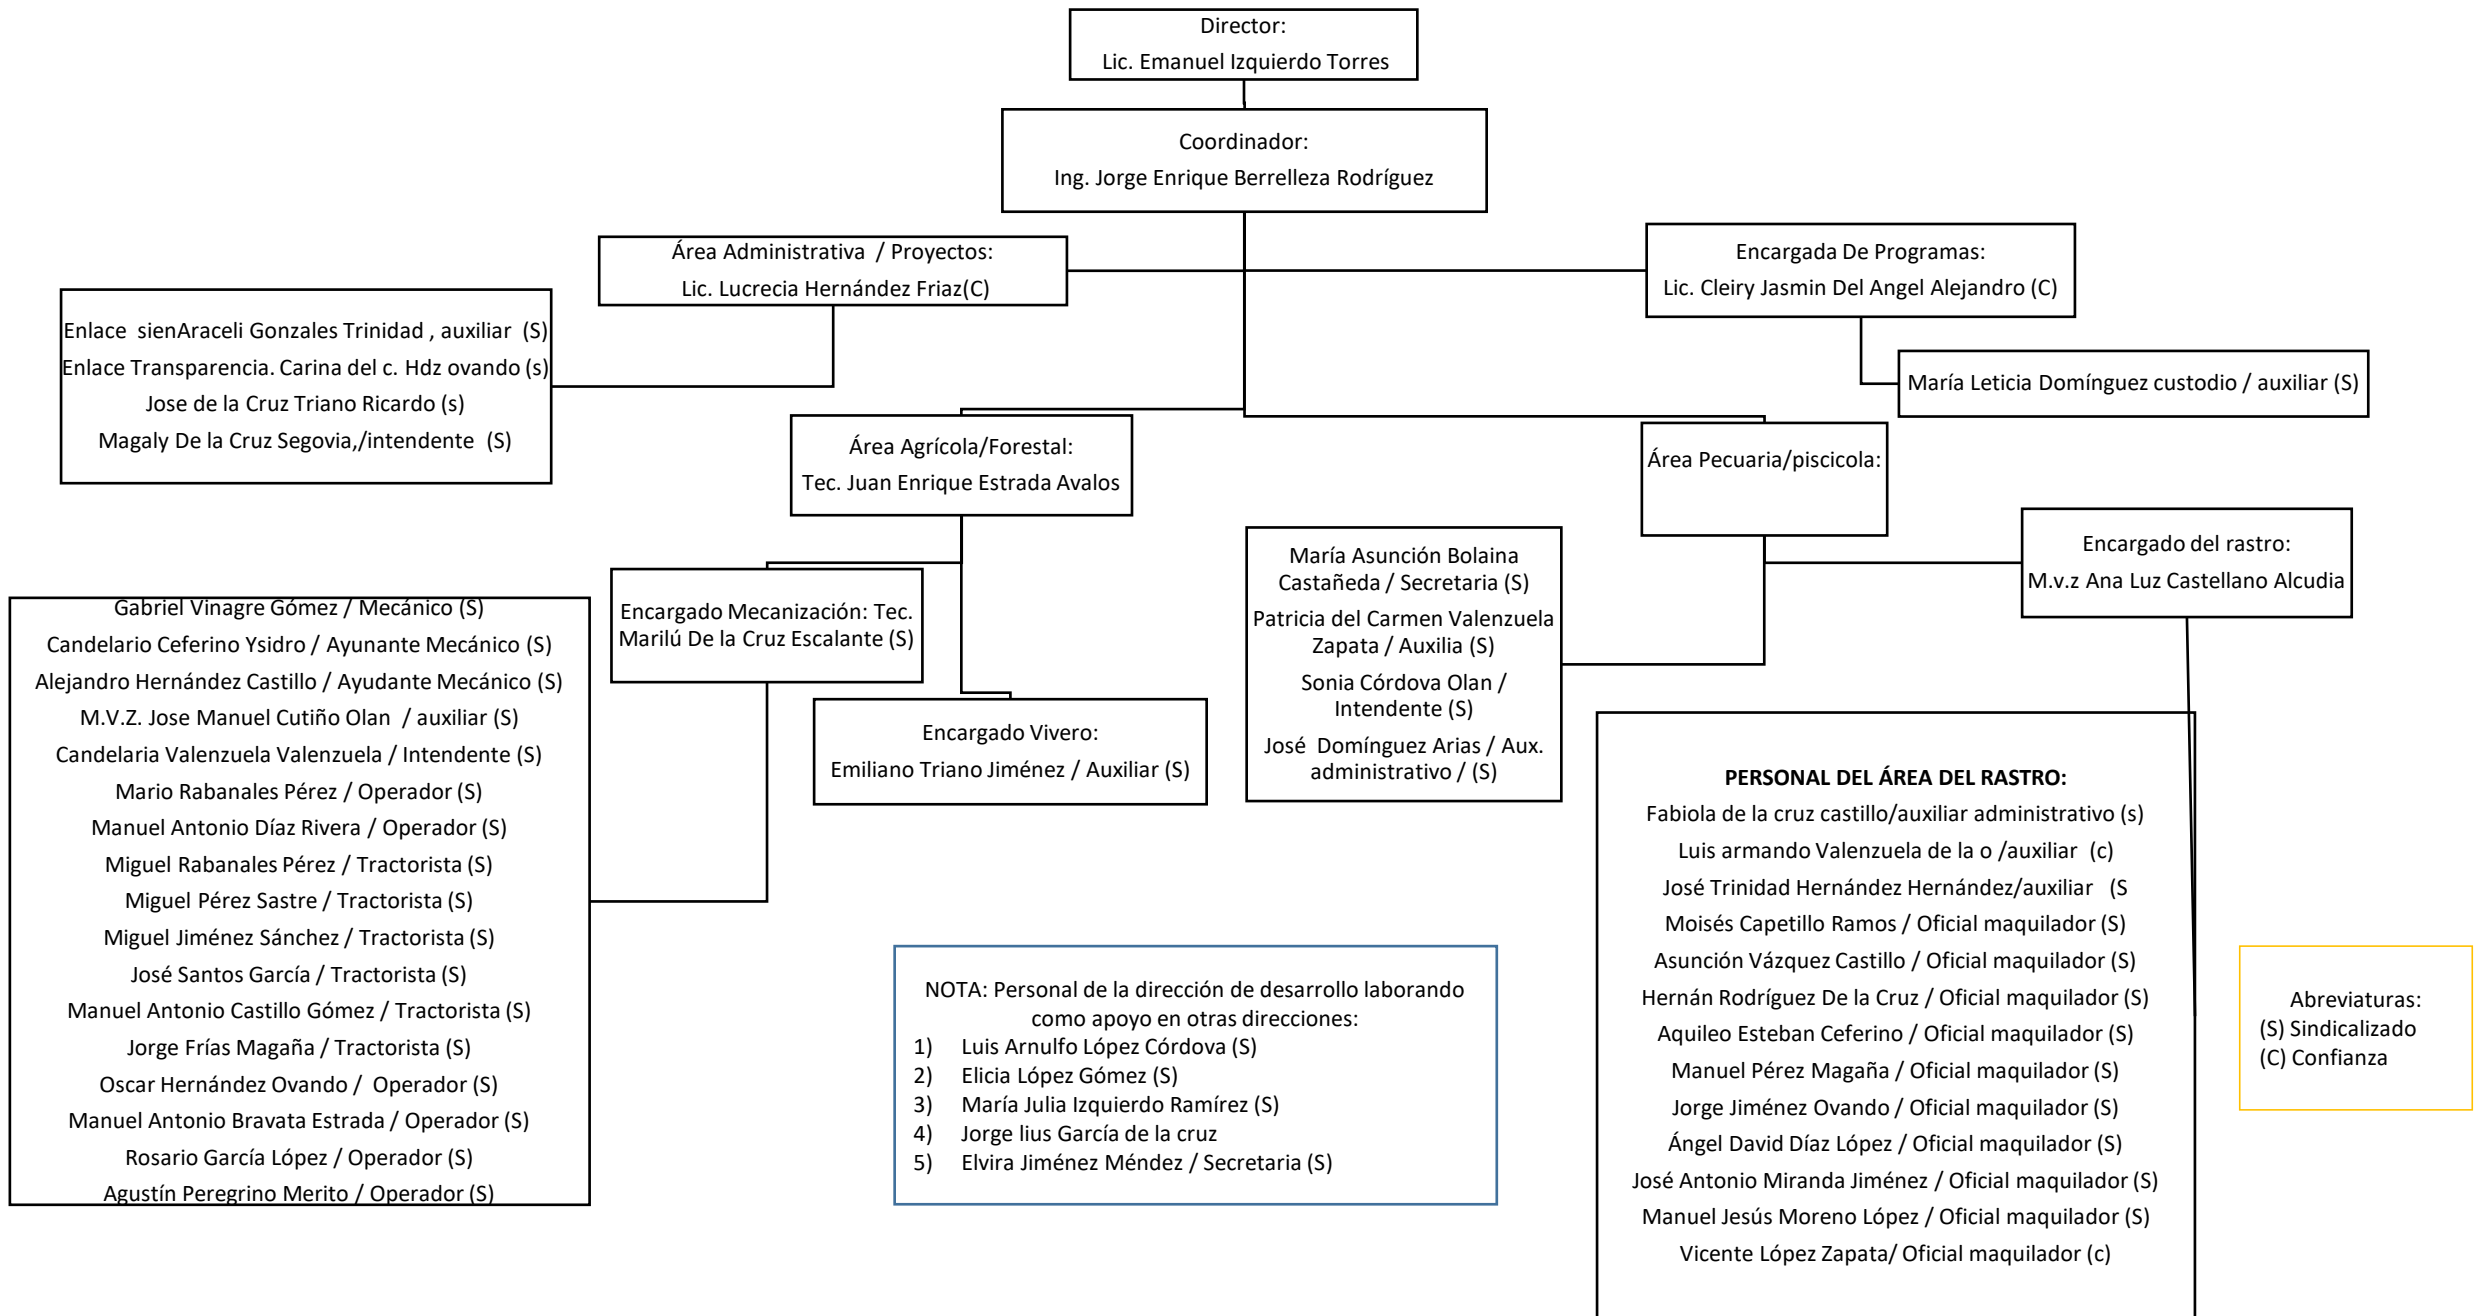 Director:
Lic. Emanuel Izquierdo Torres
Coordinador:
Ing. Jorge Enrique Berrelleza Rodríguez
Área Administrativa / Proyectos:
Lic. Lucrecia Hernández Friaz(C)
Encargada De Programas:
Lic. Cleiry Jasmin Del Angel Alejandro (C)
Enlace sienAraceli Gonzales Trinidad , auxiliar (S)
Enlace Transparencia. Carina del c. Hdz ovando (s)
Jose de la Cruz Triano Ricardo (s)
Magaly De la Cruz Segovia,/intendente (S)
María Leticia Domínguez custodio / auxiliar (S)
Área Agrícola/Forestal:
Tec. Juan Enrique Estrada Avalos
Área Pecuaria/piscicola:
Encargado Mecanización: Tec.
Marilú De la Cruz Escalante (S)
María Asunción Bolaina
Castañeda / Secretaria (S)
Patricia del Carmen Valenzuela
Zapata / Auxilia (S)
Sonia Córdova Olan /
Intendente (S)
José Domínguez Arias / Aux.
administrativo / (S)
Encargado del rastro:
M.v.z Ana Luz Castellano Alcudia
Gabriel Vinagre Gómez / Mecánico (S)
Candelario Ceferino Ysidro / Ayunante Mecánico (S)
Alejandro Hernández Castillo / Ayudante Mecánico (S)
M.V.Z. Jose Manuel Cutiño Olan / auxiliar (S)
Candelaria Valenzuela Valenzuela / Intendente (S)
Mario Rabanales Pérez / Operador (S)
Manuel Antonio Díaz Rivera / Operador (S)
Miguel Rabanales Pérez / Tractorista (S)
Miguel Pérez Sastre / Tractorista (S)
Miguel Jiménez Sánchez / Tractorista (S)
José Santos García / Tractorista (S)
Manuel Antonio Castillo Gómez / Tractorista (S)
Jorge Frías Magaña / Tractorista (S)
Oscar Hernández Ovando / Operador (S)
Manuel Antonio Bravata Estrada / Operador (S)
Rosario García López / Operador (S)
Agustín Peregrino Merito / Operador (S)
Encargado Vivero:
Emiliano Triano Jiménez / Auxiliar (S)
PERSONAL DEL ÁREA DEL RASTRO:
Fabiola de la cruz castillo/auxiliar administrativo (s)
Luis armando Valenzuela de la o /auxiliar (c)
José Trinidad Hernández Hernández/auxiliar (S
Moisés Capetillo Ramos / Oficial maquilador (S)
Asunción Vázquez Castillo / Oficial maquilador (S)
Hernán Rodríguez De la Cruz / Oficial maquilador (S)
Aquileo Esteban Ceferino / Oficial maquilador (S)
Manuel Pérez Magaña / Oficial maquilador (S)
Jorge Jiménez Ovando / Oficial maquilador (S)
Ángel David Díaz López / Oficial maquilador (S)
José Antonio Miranda Jiménez / Oficial maquilador (S)
Manuel Jesús Moreno López / Oficial maquilador (S)
Vicente López Zapata/ Oficial maquilador (c)
NOTA: Personal de la dirección de desarrollo laborando
como apoyo en otras direcciones:
1) Luis Arnulfo López Córdova (S)
2) Elicia López Gómez (S)
3) María Julia Izquierdo Ramírez (S)
4) Jorge lius García de la cruz
5) Elvira Jiménez Méndez / Secretaria (S)
Abreviaturas:
(S) Sindicalizado
(C) Confianza